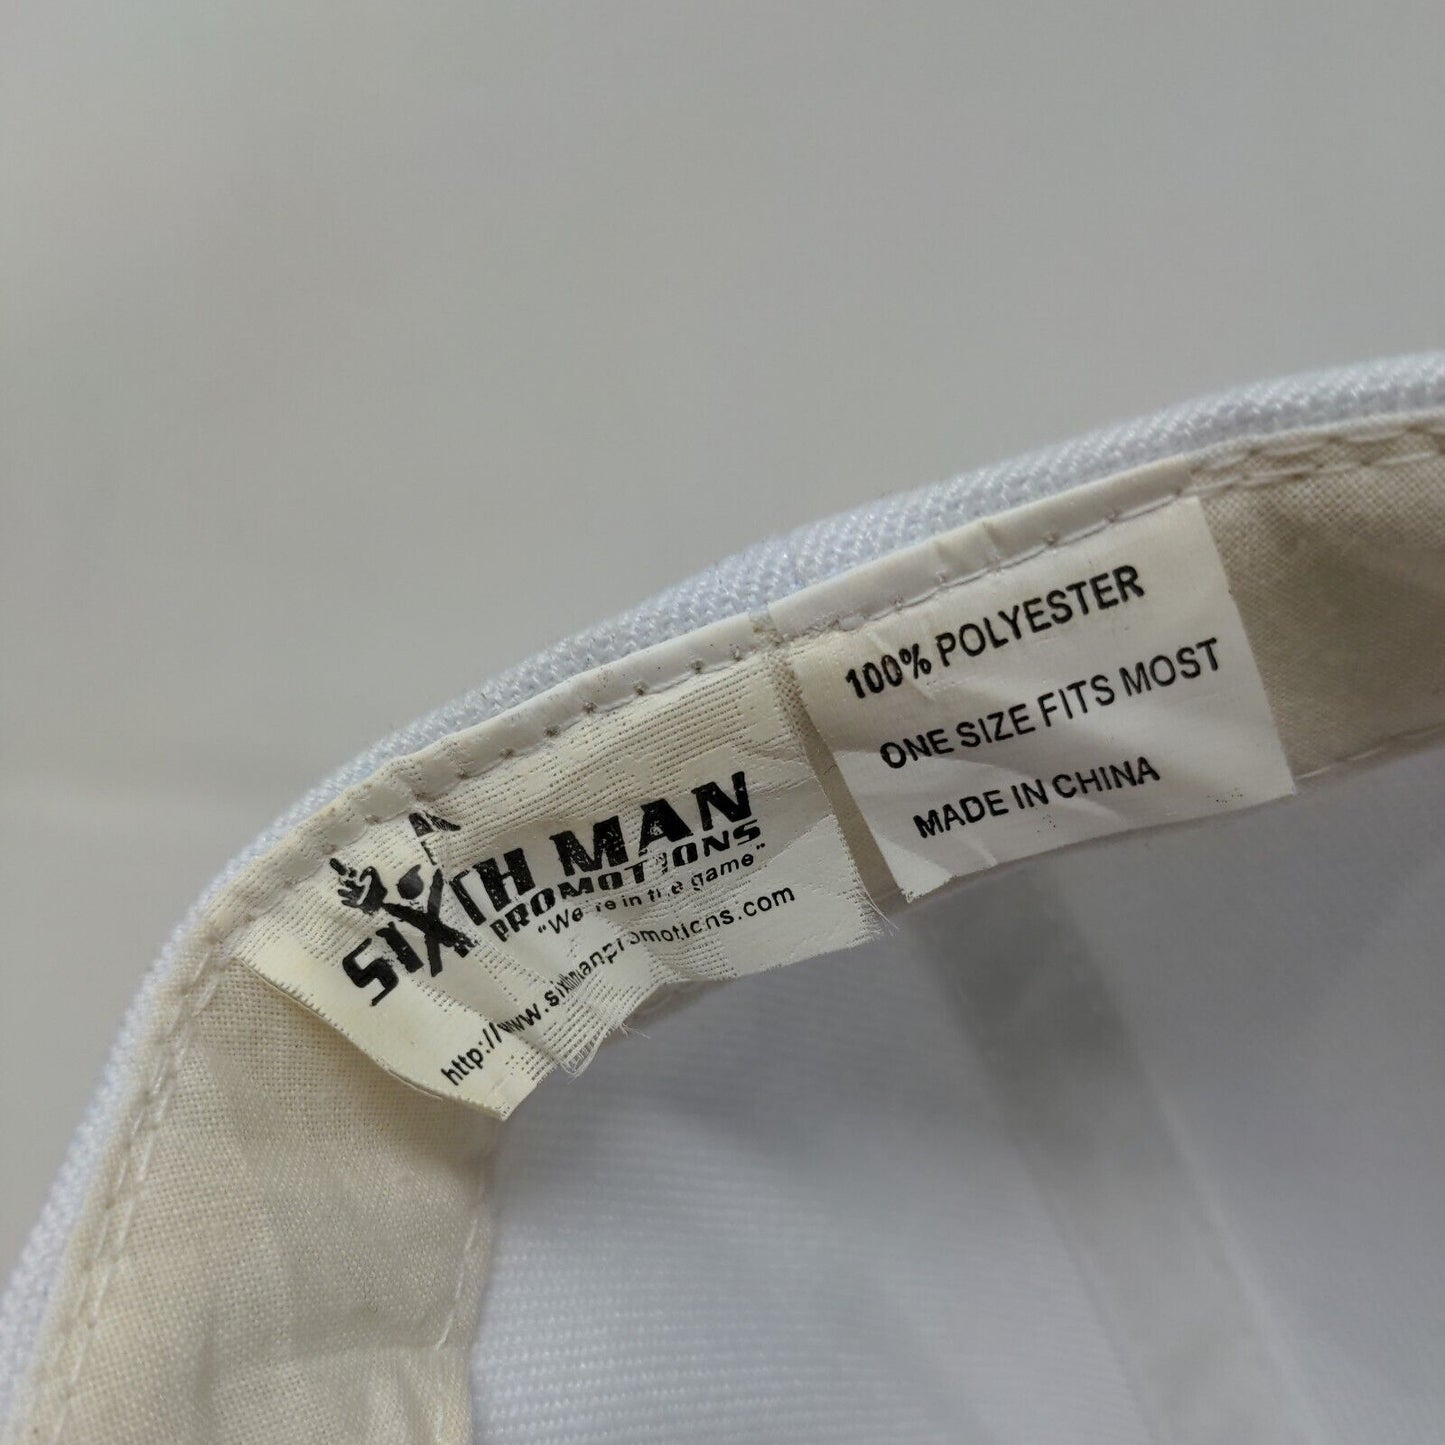 SIXTH MAN
PROMOTIONS
"We're in the game"
http://www.sixthmanpromotions.com
100% POLYESTER
ONE SIZE FITS MOST
MADE IN CHINA